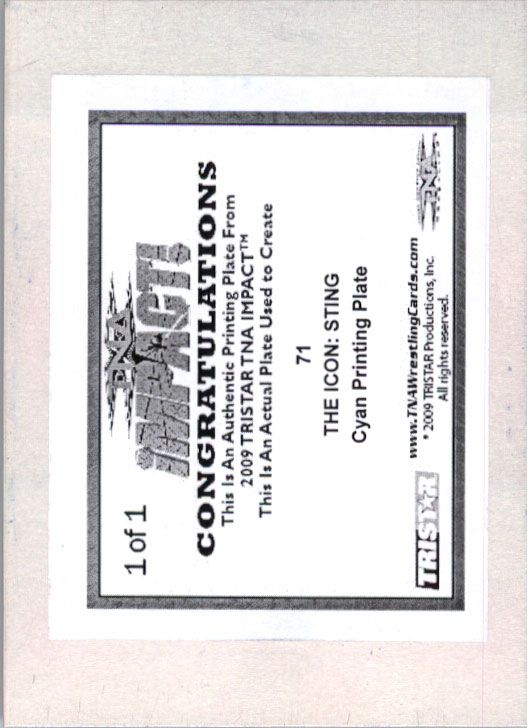 1 of 1
TNA
IMPACT!
CONGRATULATIONS
This Is An Authentic Printing Plate From
2009 TRISTAR TNA IMPACT™
This Is An Actual Plate Used to Create
71
THE ICON: STING
Cyan Printing Plate
TRISTAR
www.TNAWrestlingCards.com
© 2009 TRISTAR Productions, Inc.
All rights reserved.
TNA